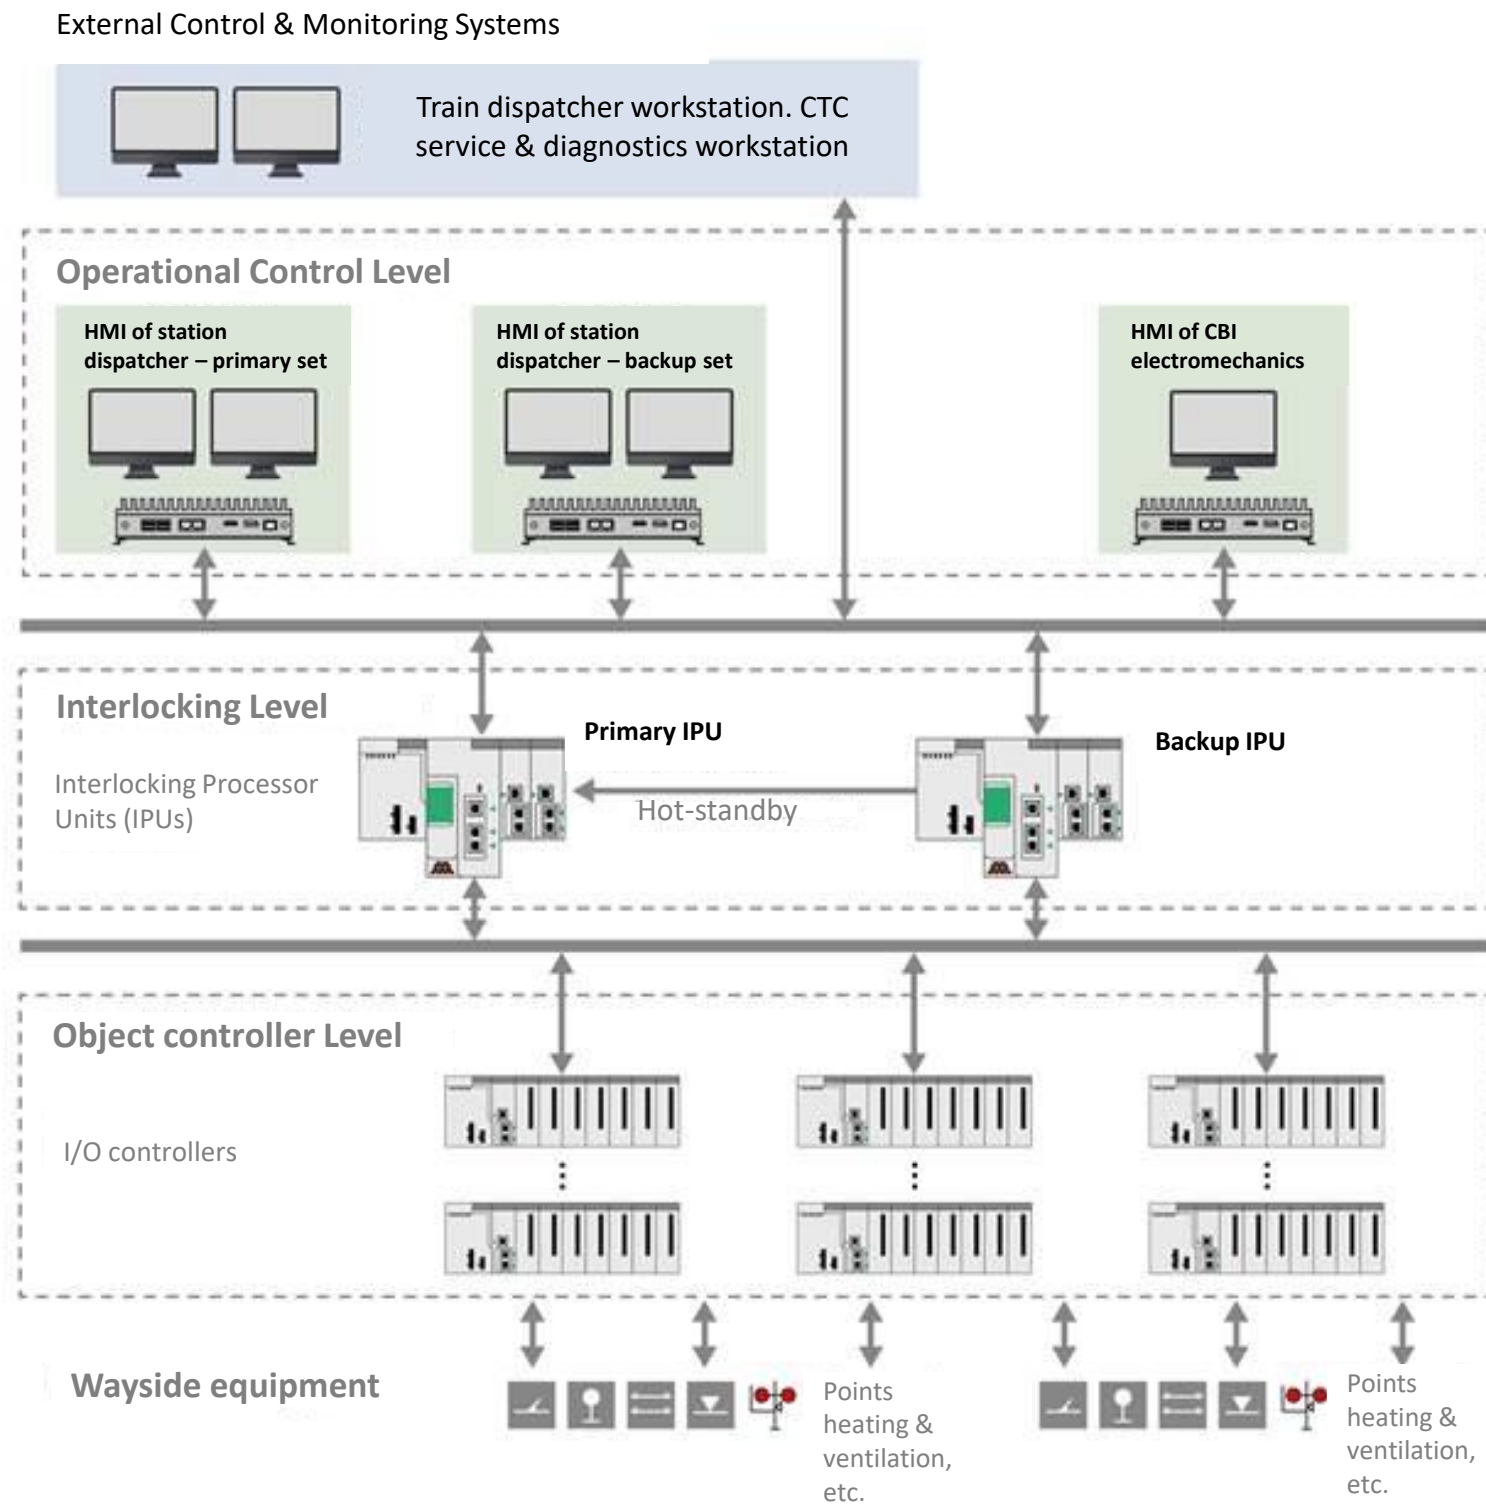 External Control & Monitoring Systems
Train dispatcher workstation. CTC
service & diagnostics workstation
Operational Control Level
HMI of station
dispatcher – primary set
HMI of station
dispatcher – backup set
HMI of CBI
electromechanics
Interlocking Level
Primary IPU
Backup IPU
Interlocking Processor
Units (IPUs)
Hot-standby
Object controller Level
I/O controllers
Wayside equipment
Points
heating &
ventilation,
etc.
Points
heating &
ventilation,
etc.